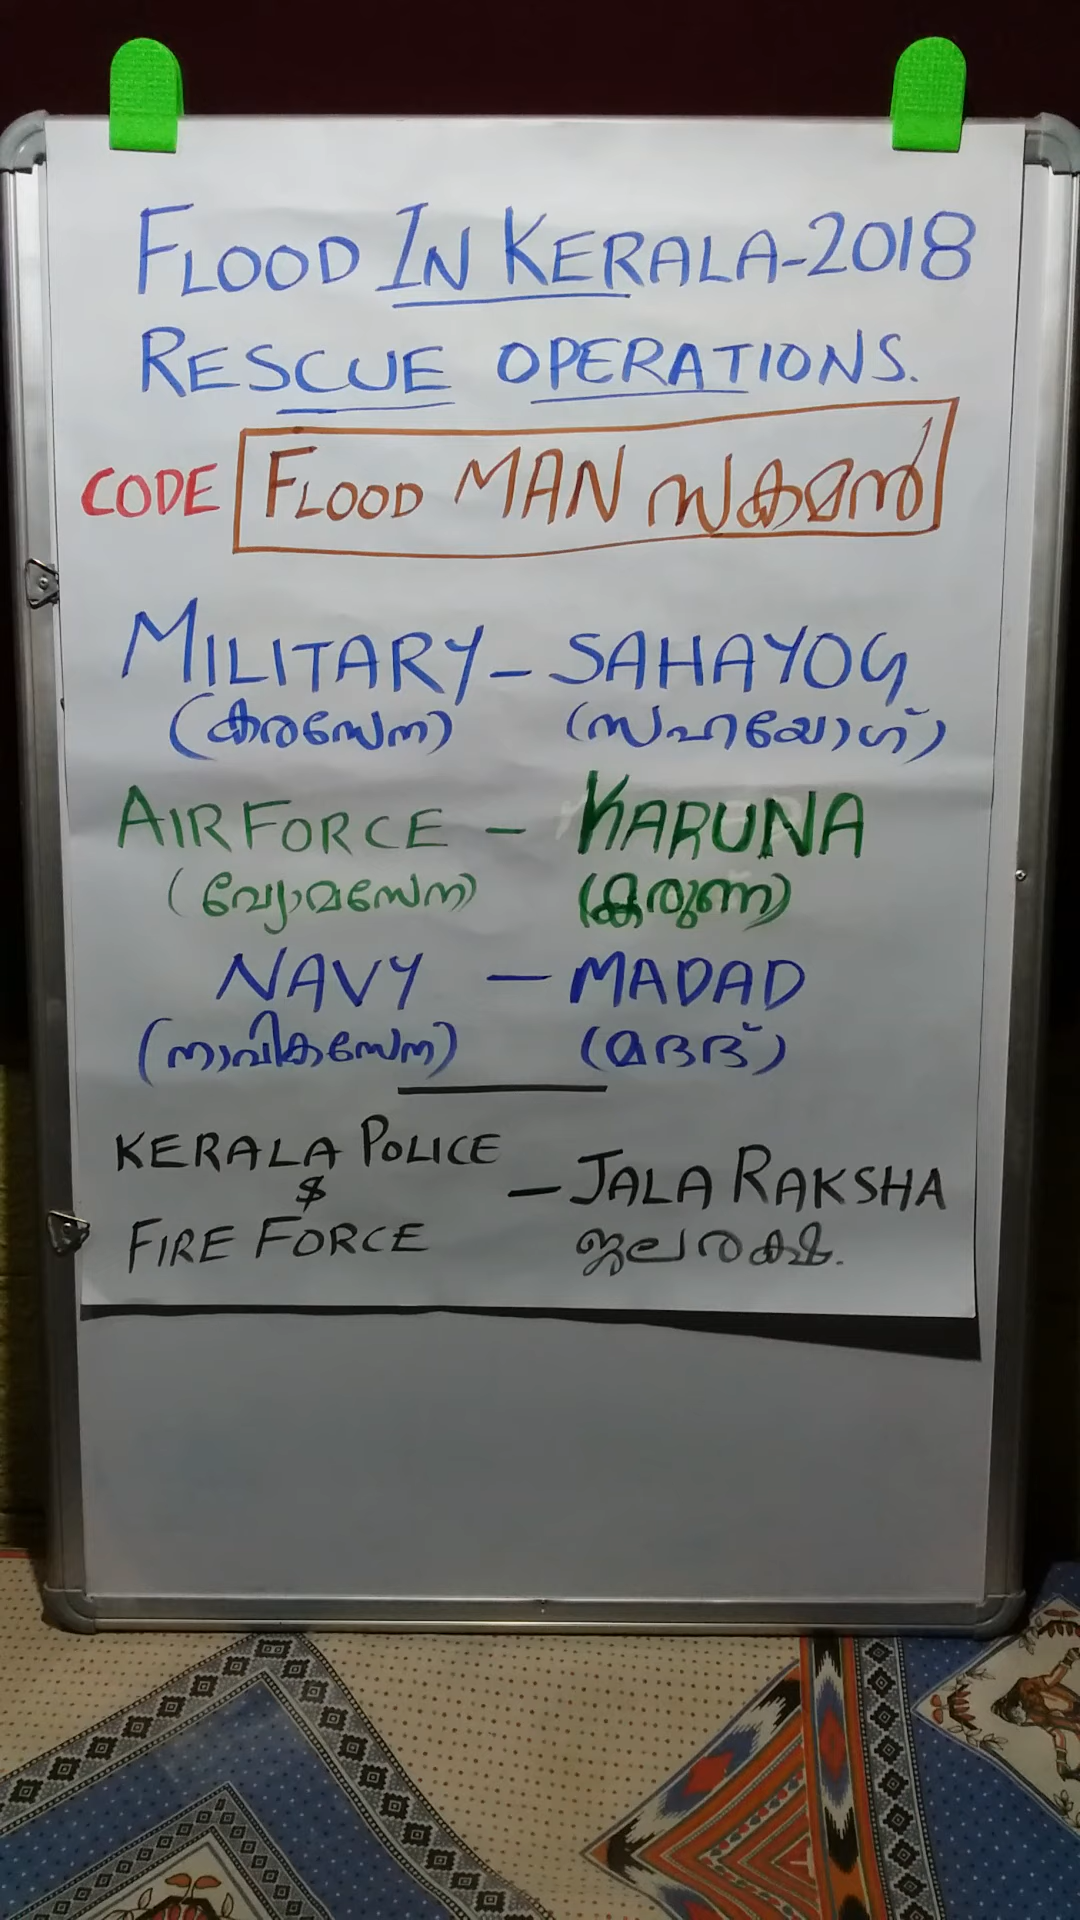 FLOOD IN KERALA-2018
RESCUE OPERATIONS.
CODE FLOOD MAN സകമൻ
MILITARY - SAHAYOG
(കരസേന) (സഹയോഗ്)
AIRFORCE - KARUNA
(വ്യോമസേന) (കരുണ)
NAVY - MADAD
(നാവികസേന) (മദദ്)
KERALA POLICE
& - JALA RAKSHA
FIRE FORCE ജലരക്ഷ.